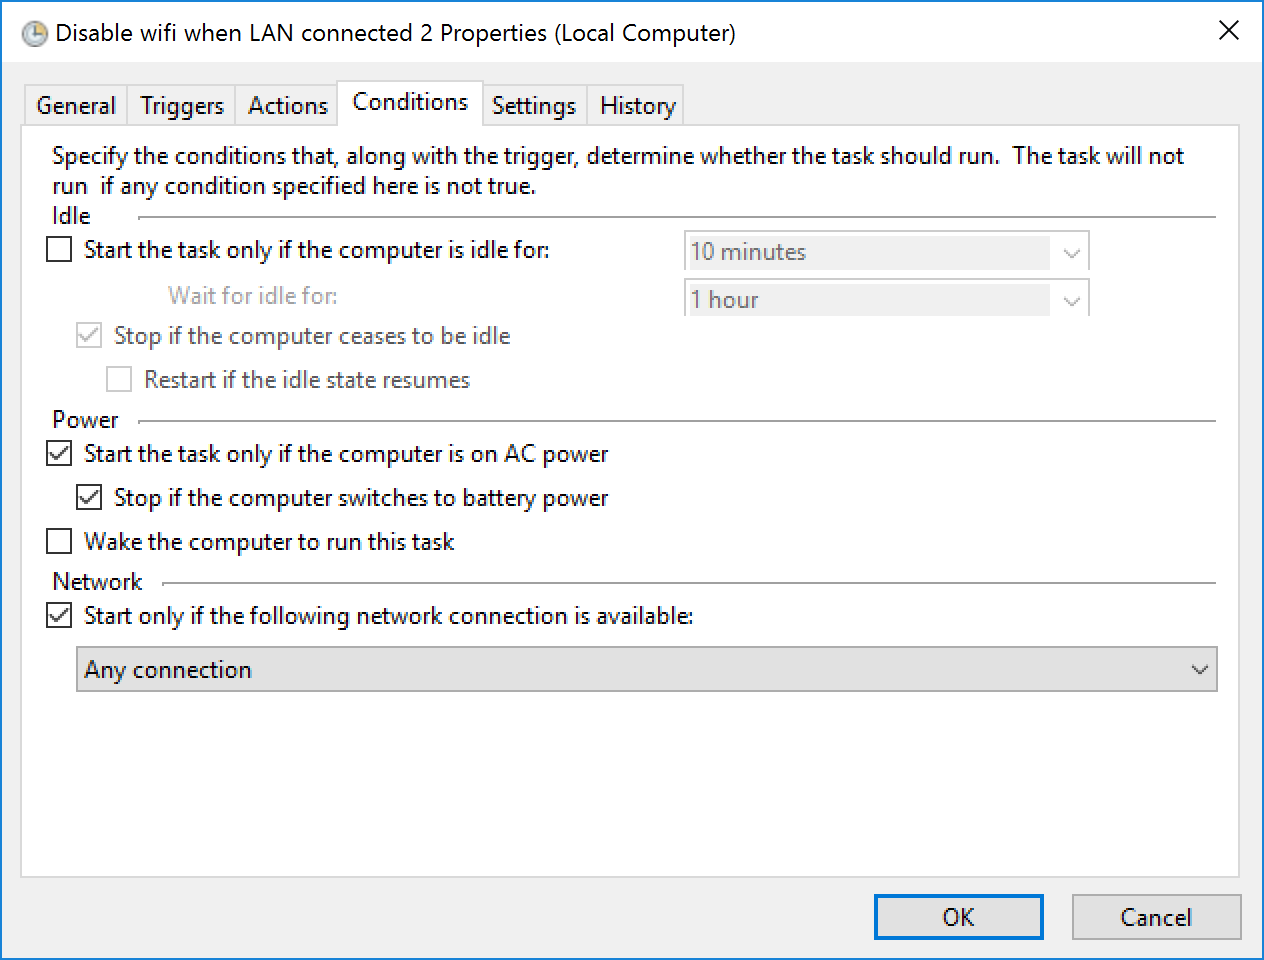 Disable wifi when LAN connected 2 Properties (Local Computer)
General Triggers Actions Conditions Settings History
Specify the conditions that, along with the trigger, determine whether the task should run.  The task will not
run  if any condition specified here is not true.
Idle
Start the task only if the computer is idle for: 10 minutes
Wait for idle for: 1 hour
Stop if the computer ceases to be idle
Restart if the idle state resumes
Power
Start the task only if the computer is on AC power
Stop if the computer switches to battery power
Wake the computer to run this task
Network
Start only if the following network connection is available:
Any connection
OK Cancel